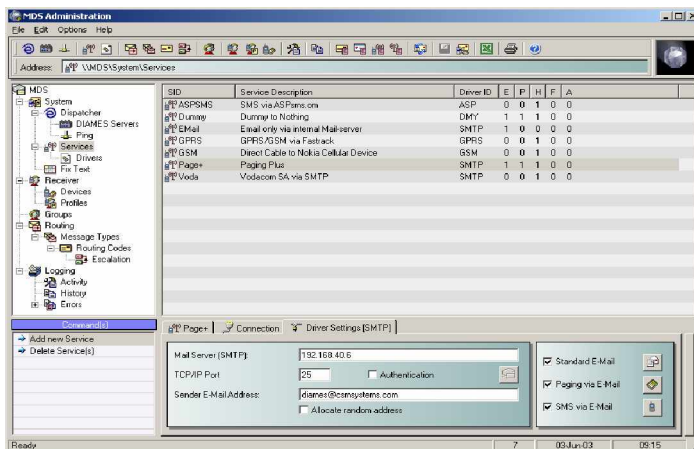 MDS Administration
File Edit Options Help
Address: \\MDS\System\Services
MDS
System
Dispatcher
DIAMES Servers
Ping
Services
Drivers
Fix Text
Receiver
Devices
Profiles
Groups
Routing
Message Types
Routing Codes
Escalation
Logging
Activity
History
Errors
SID Service Description Driver ID E P H F A
ASPSMS SMS via ASPsms.om ASP 0 0 1 0 0
Dummy Dummy to Nothing DMY 1 1 1 0 0
EMail Email only via internal Mail-server SMTP 1 0 0 0 0
GPRS GPRS/GSM via Fastrack GPRS 0 0 1 0 0
GSM Direct Cable to Nokia Cellular Device GSM 0 0 1 0 0
Page+ Paging Plus SMTP 1 1 1 0 0
Voda Vodacom SA via SMTP SMTP 0 0 1 0 0
Command(s)
Add new Service
Delete Service(s)
Page+ Connection Driver Settings [SMTP]
Mail Server (SMTP): 192.168.40.6
TCP/IP Port 25 Authentication
Sender E-Mail Address: diames@csmsystems.com
Allocate random address
Standard E-Mail
Paging via E-Mail
SMS via E-Mail
Ready 7 03-Jun-03 09:15